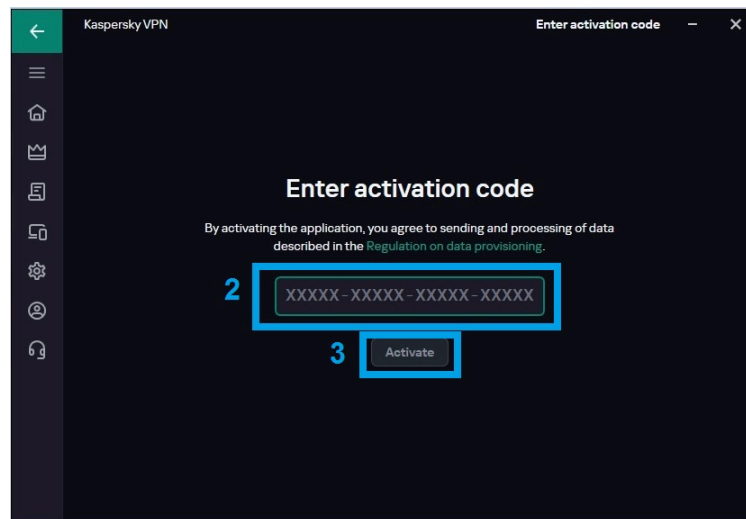 Kaspersky VPN
Enter activation code
Enter activation code
By activating the application, you agree to sending and processing of data
described in the Regulation on data provisioning.
2
XXXXX-XXXXX-XXXXX-XXXXX
3
Activate